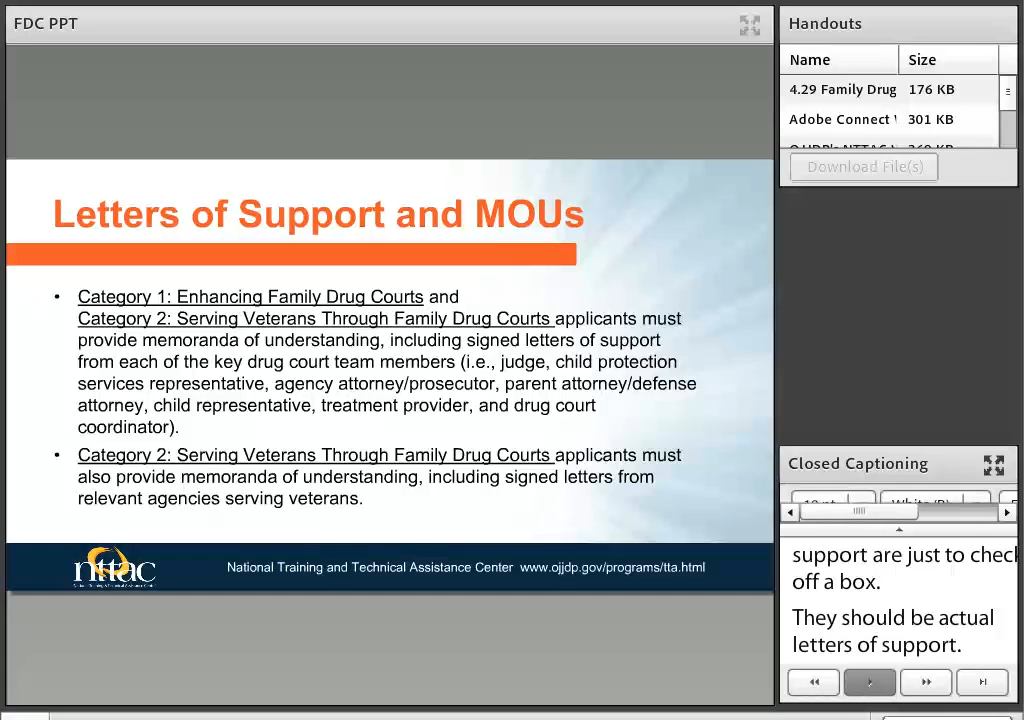 FDC PPT
Letters of Support and MOUs
• Category 1: Enhancing Family Drug Courts and
Category 2: Serving Veterans Through Family Drug Courts applicants must
provide memoranda of understanding, including signed letters of support
from each of the key drug court team members (i.e., judge, child protection
services representative, agency attorney/prosecutor, parent attorney/defense
attorney, child representative, treatment provider, and drug court
coordinator).
• Category 2: Serving Veterans Through Family Drug Courts applicants must
also provide memoranda of understanding, including signed letters from
relevant agencies serving veterans.
nttac
National Training and Technical Assistance Center www.ojjdp.gov/programs/tta.html
Handouts
Name Size
4.29 Family Drug 176 KB
Adobe Connect 301 KB
Download File(s)
Closed Captioning
support are just to check
off a box.
They should be actual
letters of support.